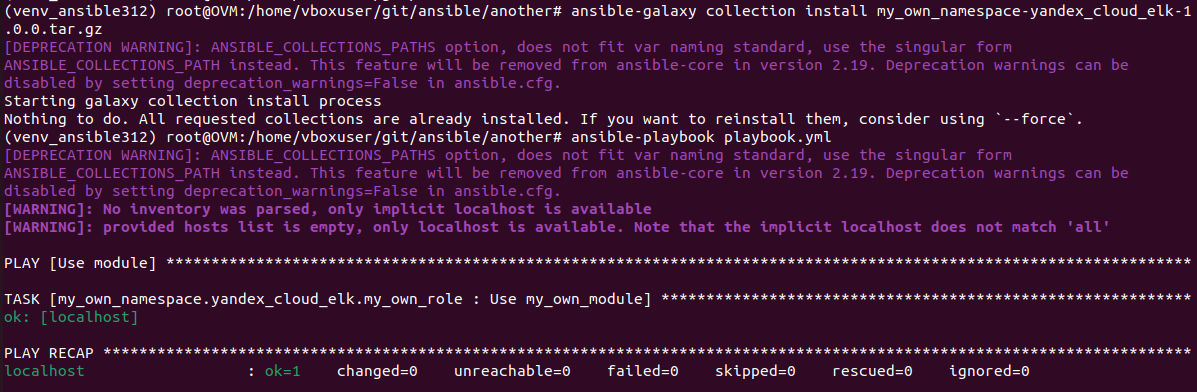 (venv_ansible312) root@OVM:/home/vboxuser/git/ansible/another# ansible-galaxy collection install my_own_namespace-yandex_cloud_elk-1
.0.0.tar.gz
[DEPRECATION WARNING]: ANSIBLE_COLLECTIONS_PATHS option, does not fit var naming standard, use the singular form
ANSIBLE_COLLECTIONS_PATH instead. This feature will be removed from ansible-core in version 2.19. Deprecation warnings can be
disabled by setting deprecation_warnings=False in ansible.cfg.
Starting galaxy collection install process
Nothing to do. All requested collections are already installed. If you want to reinstall them, consider using `--force`.
(venv_ansible312) root@OVM:/home/vboxuser/git/ansible/another# ansible-playbook playbook.yml
[DEPRECATION WARNING]: ANSIBLE_COLLECTIONS_PATHS option, does not fit var naming standard, use the singular form
ANSIBLE_COLLECTIONS_PATH instead. This feature will be removed from ansible-core in version 2.19. Deprecation warnings can be
disabled by setting deprecation_warnings=False in ansible.cfg.
[WARNING]: No inventory was parsed, only implicit localhost is available
[WARNING]: provided hosts list is empty, only localhost is available. Note that the implicit localhost does not match 'all'
PLAY [Use module] ******************************************************************************************************************
TASK [my_own_namespace.yandex_cloud_elk.my_own_role : Use my_own_module] ***********************************************************
ok: [localhost]
PLAY RECAP *************************************************************************************************************************
localhost                  : ok=1    changed=0    unreachable=0    failed=0    skipped=0    rescued=0    ignored=0